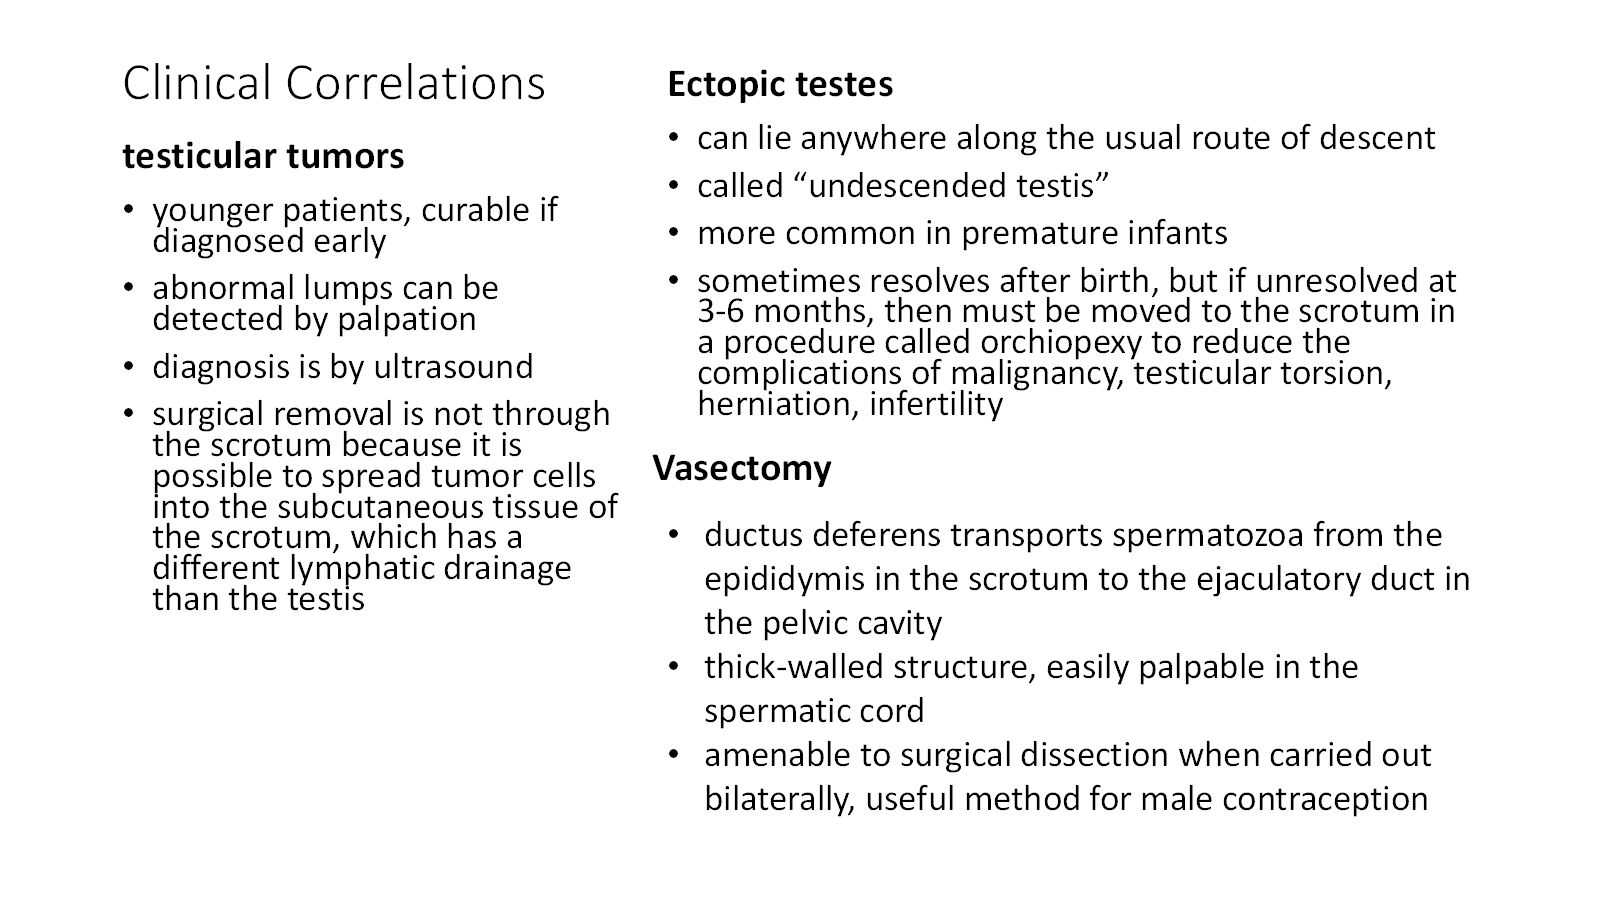 Clinical Correlations
testicular tumors
• younger patients, curable if
diagnosed early
• abnormal lumps can be
detected by palpation
• diagnosis is by ultrasound
• surgical removal is not through
the scrotum because it is
possible to spread tumor cells
into the subcutaneous tissue of
the scrotum, which has a
different lymphatic drainage
than the testis
Ectopic testes
• can lie anywhere along the usual route of descent
• called “undescended testis”
• more common in premature infants
• sometimes resolves after birth, but if unresolved at
3-6 months, then must be moved to the scrotum in
a procedure called orchiopexy to reduce the
complications of malignancy, testicular torsion,
herniation, infertility
Vasectomy
• ductus deferens transports spermatozoa from the
epididymis in the scrotum to the ejaculatory duct in
the pelvic cavity
• thick-walled structure, easily palpable in the
spermatic cord
• amenable to surgical dissection when carried out
bilaterally, useful method for male contraception